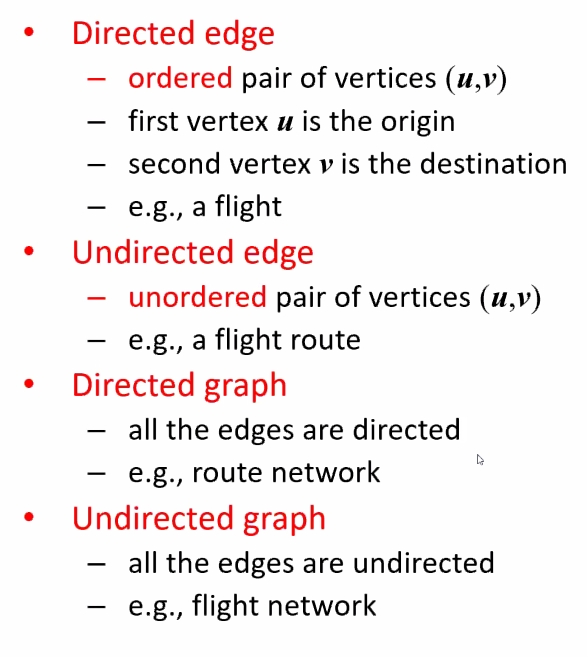 • Directed edge
– ordered pair of vertices (u,v)
– first vertex u is the origin
– second vertex v is the destination
– e.g., a flight
• Undirected edge
– unordered pair of vertices (u,v)
– e.g., a flight route
• Directed graph
– all the edges are directed
– e.g., route network
• Undirected graph
– all the edges are undirected
– e.g., flight network